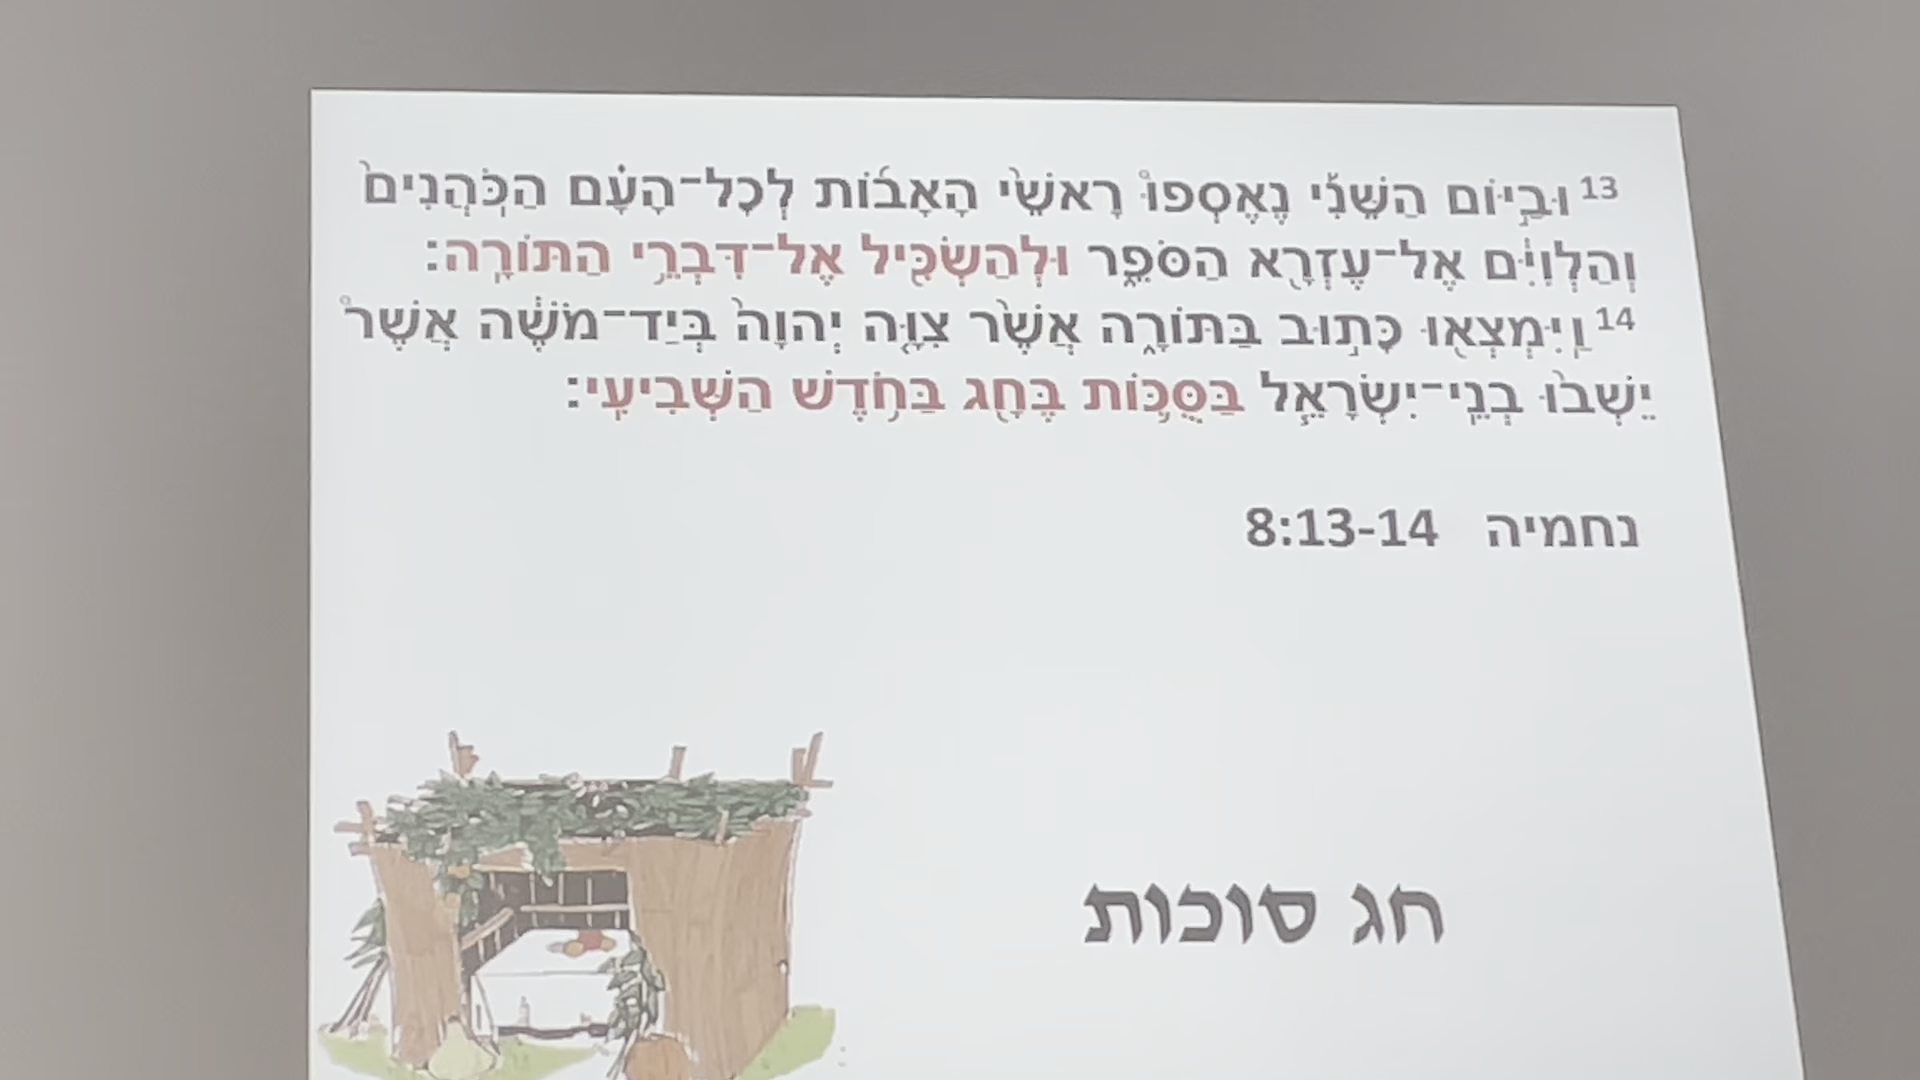 13 וּבַיּ֣וֹם הַשֵּׁנִ֡י נֶאֶסְפוּ֩ רָאשֵׁ֨י הָאָב֜וֹת לְכָל־הָעָ֗ם הַכֹּֽהֲנִים֙
וְהַלְוִיִּ֔ם אֶל־עֶזְרָ֖א הַסֹּפֵ֑ר וּלְהַשְׂכִּ֖יל אֶל־דִּבְרֵ֥י הַתּוֹרָֽה׃
14 וַֽיִּמְצְא֖וּ כָּת֣וּב בַּתּוֹרָ֑ה אֲשֶׁ֨ר צִוָּ֤ה יְהוָה֙ בְּיַד־מֹשֶׁ֔ה אֲשֶׁר֩
יֵשְׁב֨וּ בְנֵֽי־יִשְׂרָאֵ֧ל בַּסֻּכּ֛וֹת בֶּחָ֖ג בַּחֹ֥דֶשׁ הַשְּׁבִיעִֽי׃
נחמיה 8:13-14
חג סוכות